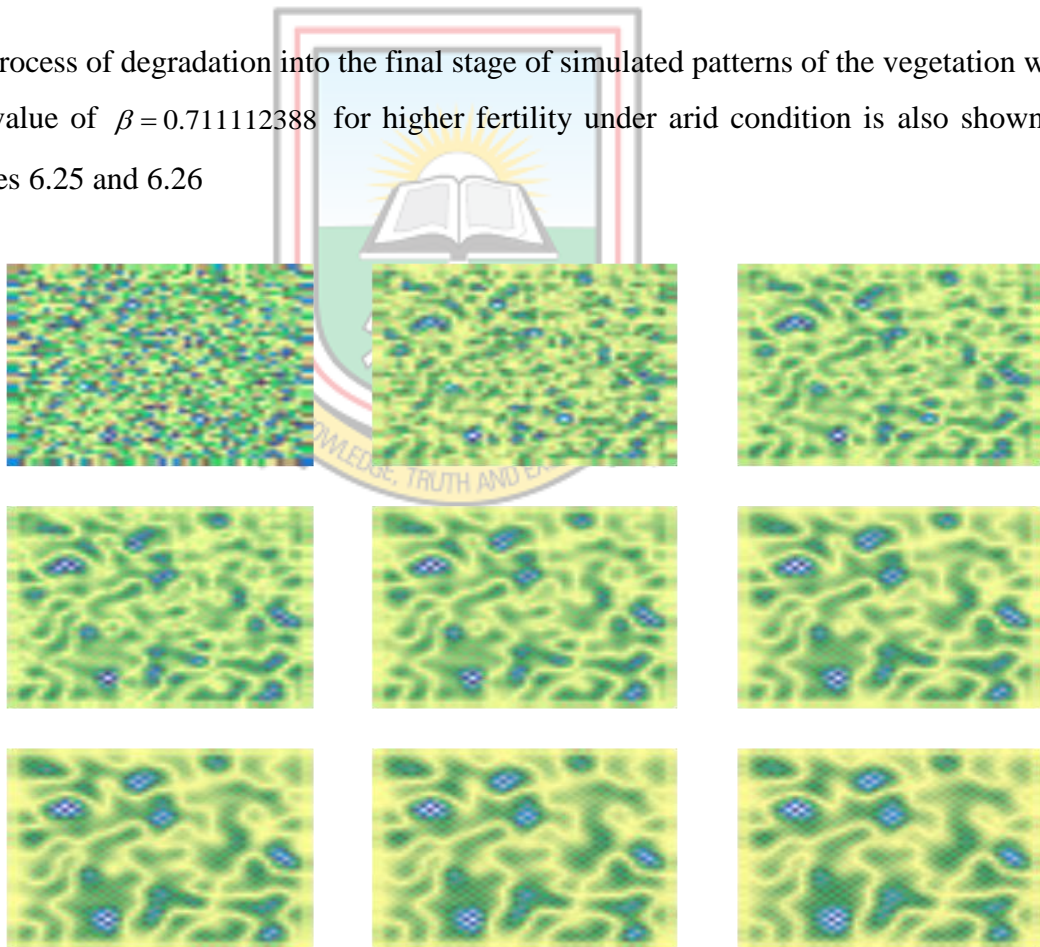 rocess of degradation into the final stage of simulated patterns of the vegetation w
value of β = 0.711112388 for higher fertility under arid condition is also shown
es 6.25 and 6.26
OWLEDGE, TRUTH AND E